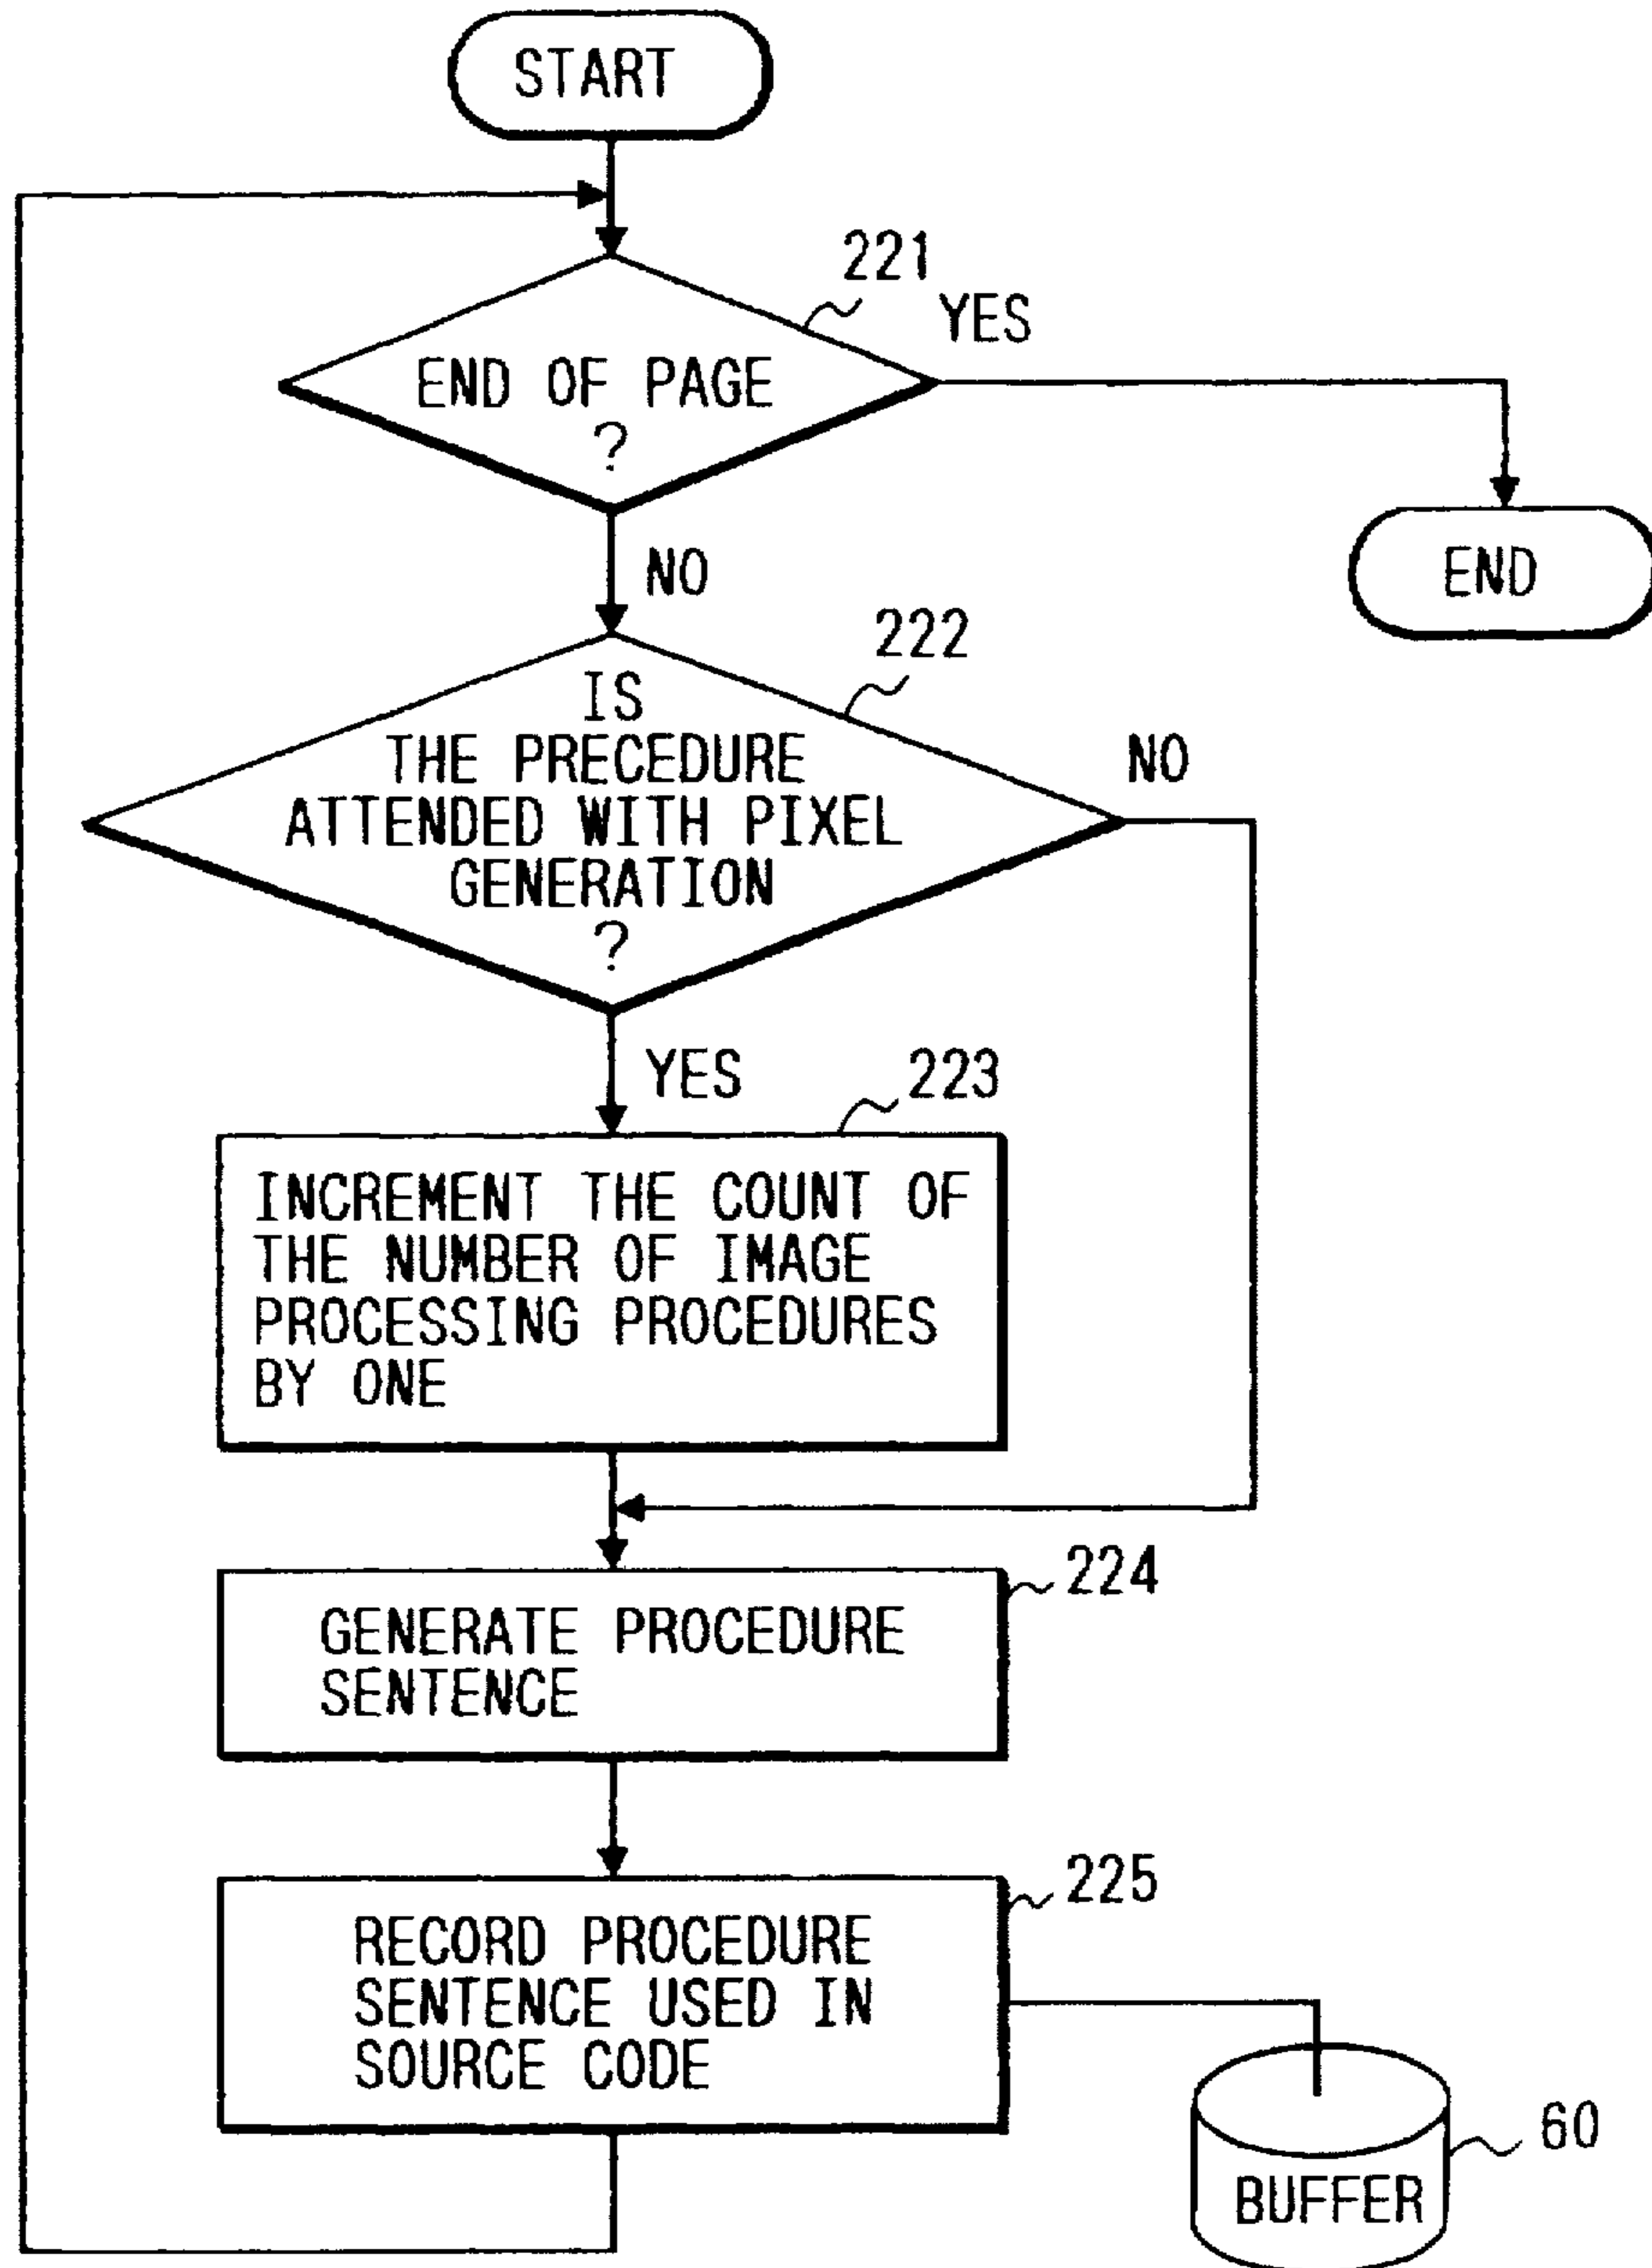 START
221
YES
END OF PAGE
?
NO
END
222
IS
THE PRECEDURE
ATTENDED WITH PIXEL
GENERATION
?
NO
YES
223
INCREMENT THE COUNT OF
THE NUMBER OF IMAGE
PROCESSING PROCEDURES
BY ONE
224
GENERATE PROCEDURE
SENTENCE
225
RECORD PROCEDURE
SENTENCE USED IN
SOURCE CODE
60
BUFFER